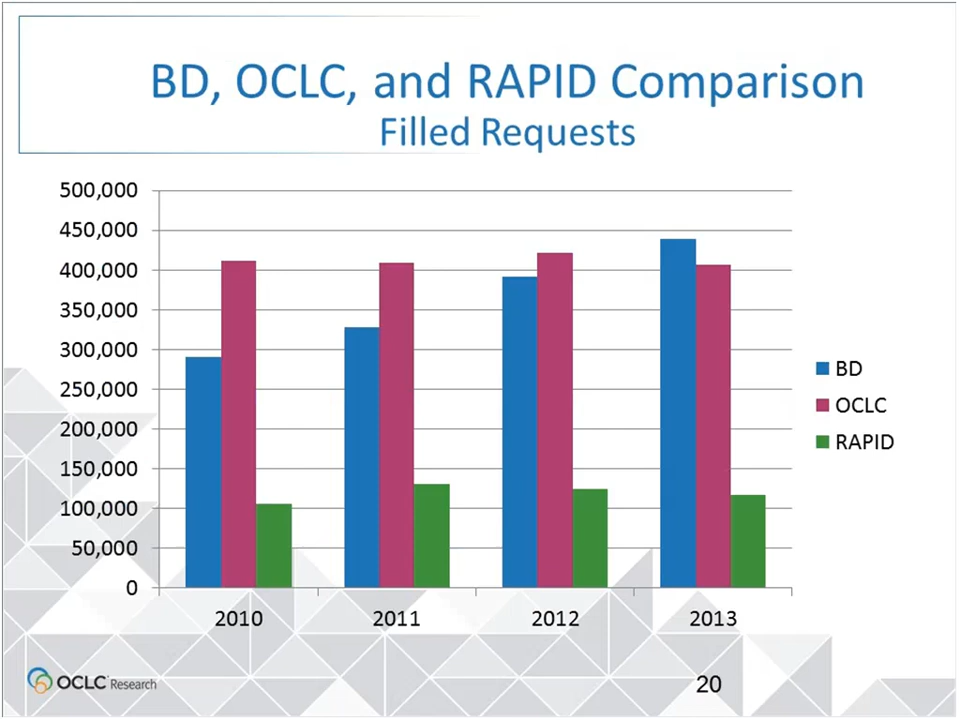 BD, OCLC, and RAPID Comparison
Filled Requests
500,000
450,000
400,000
350,000
300,000
250,000
200,000
150,000
100,000
50,000
0
2010 2011 2012 2013
BD
OCLC
RAPID
OCLC Research
20